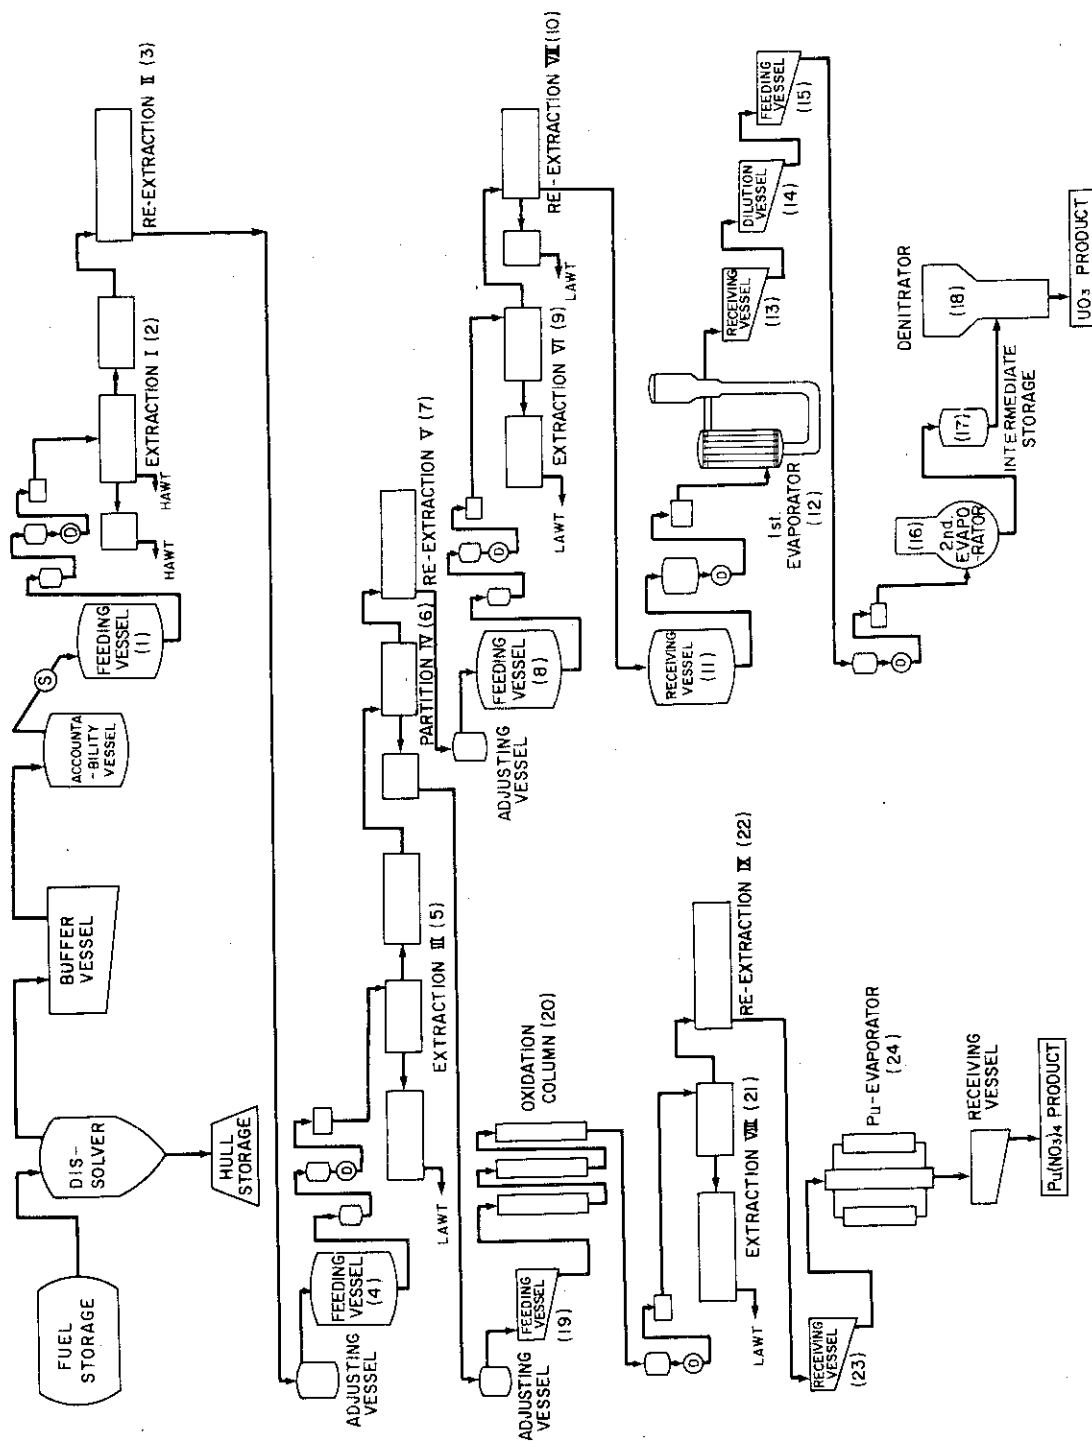 FUEL
STORAGE
DIS-
SOLVER
HULL
STORAGE
BUFFER
VESSEL
ACCOUNTA
-BILITY
VESSEL
S
FEEDING
VESSEL
(1)
D
HAWT
HAWT
EXTRACTION I (2)
RE-EXTRACTION II (3)
ADJUSTING
VESSEL
FEEDING
VESSEL
(4)
D
LAWT
EXTRACTION III (5)
PARTITION IV (6)
RE-EXTRACTION V (7)
ADJUSTING
VESSEL
FEEDING
VESSEL
(8)
D
LAWT
EXTRACTION VI (9)
LAWT
RE-EXTRACTION VII (10)
RECEIVING
VESSEL
(11)
D
1st.
EVAPORATOR
(12)
RECEIVING
VESSEL
(13)
DILUTION
VESSEL
(14)
FEEDING
VESSEL
(15)
D
(16)
2nd.
EVAPO
-RATOR
(17)
INTERMEDIATE
STORAGE
DENITRATOR
(18)
UO₃ PRODUCT
ADJUSTING
VESSEL
FEEDING
VESSEL
(19)
OXIDATION
COLUMN (20)
D
LAWT
EXTRACTION VIII (21)
RE-EXTRACTION IX (22)
RECEIVING
VESSEL
(23)
Pu-EVAPORATOR
(24)
RECEIVING
VESSEL
Pu(NO₃)₄ PRODUCT